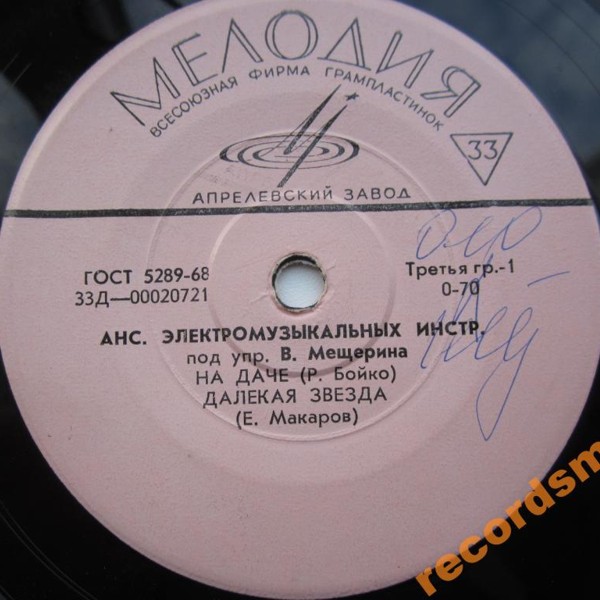 МЕЛОДИЯ
ВСЕСОЮЗНАЯ ФИРМА ГРАМПЛАСТИНОК
33
АПРЕЛЕВСКИЙ ЗАВОД
ГОСТ 5289-68
Третья гр.-1
33Д—00020721
0-70
АНС. ЭЛЕКТРОМУЗЫКАЛЬНЫХ ИНСТР.
под упр. В. Мещерина
НА ДАЧЕ (Р. Бойко)
ДАЛЕКАЯ ЗВЕЗДА
(Е. Макаров)
recordsm